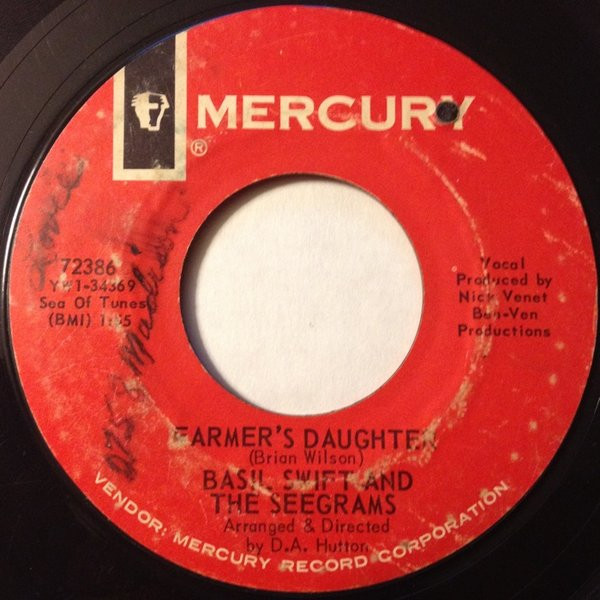 MERCURY
®
72386
YW1-34369
Sea Of Tunes
(BMI) 1:55
Vocal
Produced by
Nick Venet
Ben-Ven
Productions
FARMER'S DAUGHTER
(Brian Wilson)
BASIL SWIFT AND
THE SEEGRAMS
Arranged & Directed
by D.A. Hutton
VENDOR: MERCURY RECORD CORPORATION